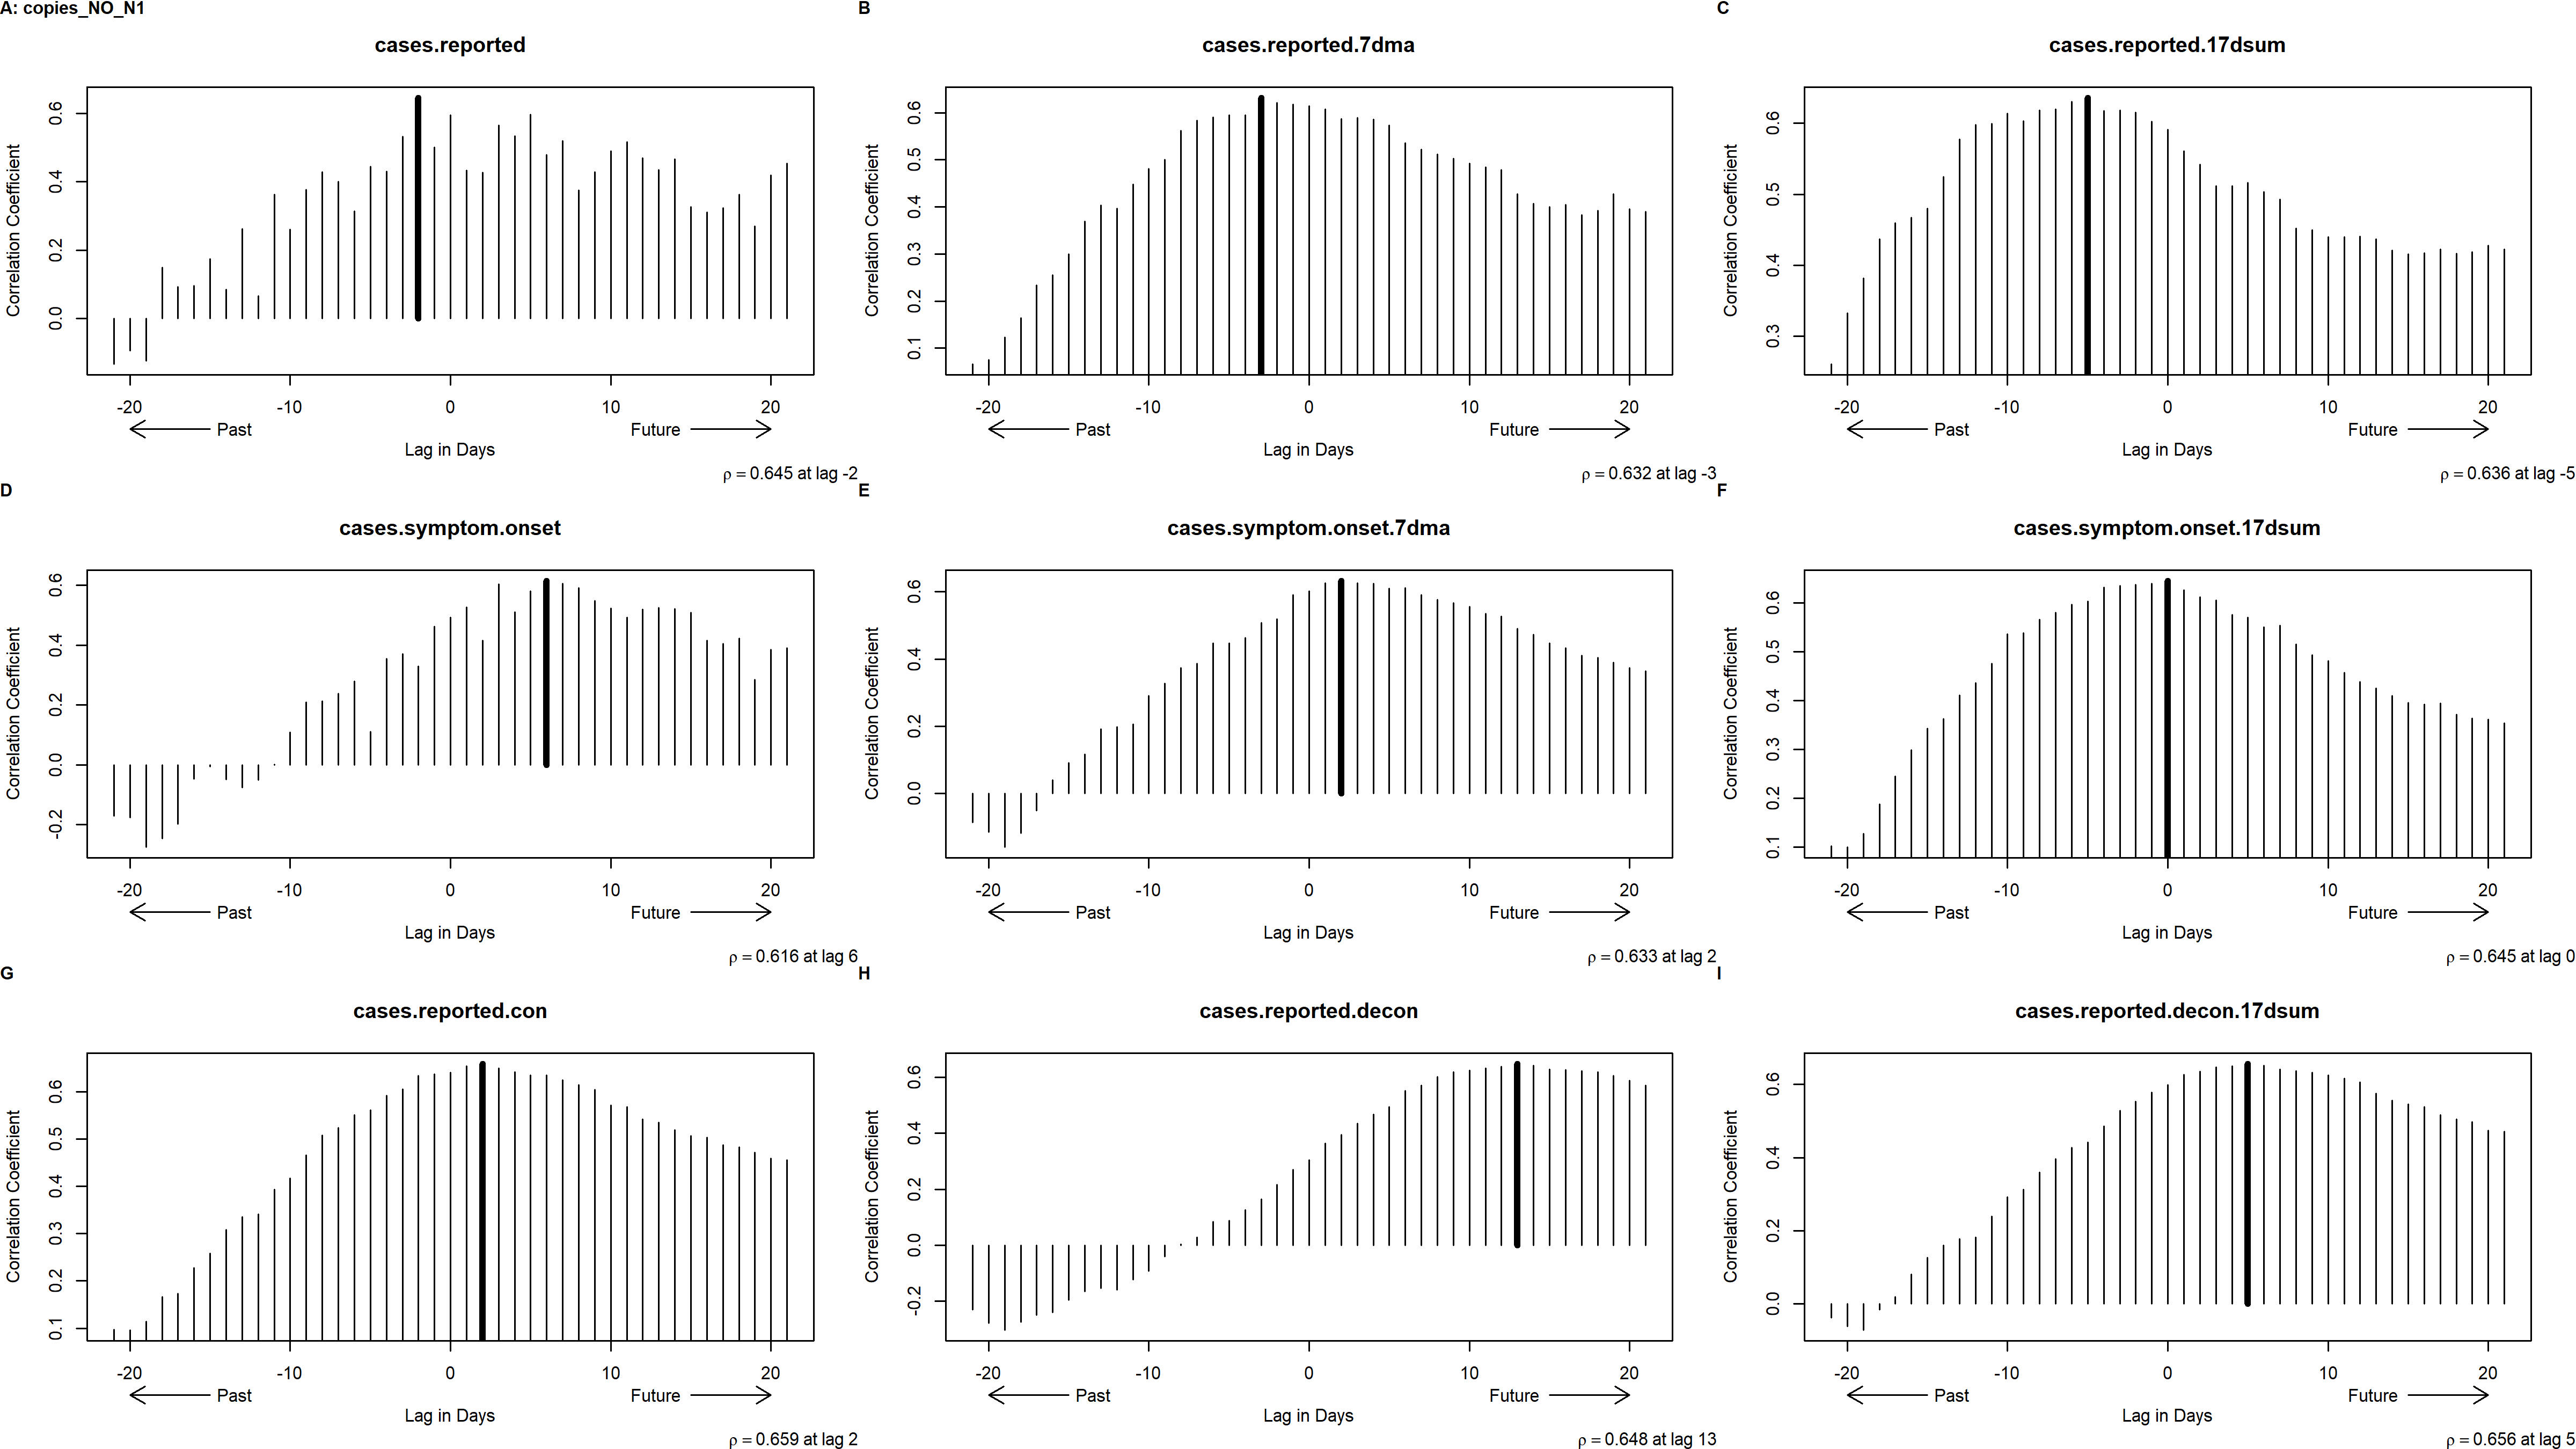 A: copies_NO_N1
cases.reported
Correlation Coefficient
0.0 0.2 0.4 0.6
-20 -10 0 10 20
Past Future
Lag in Days
ρ = 0.645 at lag -2
B
cases.reported.7dma
Correlation Coefficient
0.1 0.2 0.3 0.4 0.5 0.6
-20 -10 0 10 20
Past Future
Lag in Days
ρ = 0.632 at lag -3
C
cases.reported.17dsum
Correlation Coefficient
0.3 0.4 0.5 0.6
-20 -10 0 10 20
Past Future
Lag in Days
ρ = 0.636 at lag -5
D
cases.symptom.onset
Correlation Coefficient
-0.2 0.0 0.2 0.4 0.6
-20 -10 0 10 20
Past Future
Lag in Days
ρ = 0.616 at lag 6
E
cases.symptom.onset.7dma
Correlation Coefficient
0.0 0.2 0.4 0.6
-20 -10 0 10 20
Past Future
Lag in Days
ρ = 0.633 at lag 2
F
cases.symptom.onset.17dsum
Correlation Coefficient
0.1 0.2 0.3 0.4 0.5 0.6
-20 -10 0 10 20
Past Future
Lag in Days
ρ = 0.645 at lag 0
G
cases.reported.con
Correlation Coefficient
0.1 0.2 0.3 0.4 0.5 0.6
-20 -10 0 10 20
Past Future
Lag in Days
ρ = 0.659 at lag 2
H
cases.reported.decon
Correlation Coefficient
-0.2 0.0 0.2 0.4 0.6
-20 -10 0 10 20
Past Future
Lag in Days
ρ = 0.648 at lag 13
I
cases.reported.decon.17dsum
Correlation Coefficient
0.0 0.2 0.4 0.6
-20 -10 0 10 20
Past Future
Lag in Days
ρ = 0.656 at lag 5